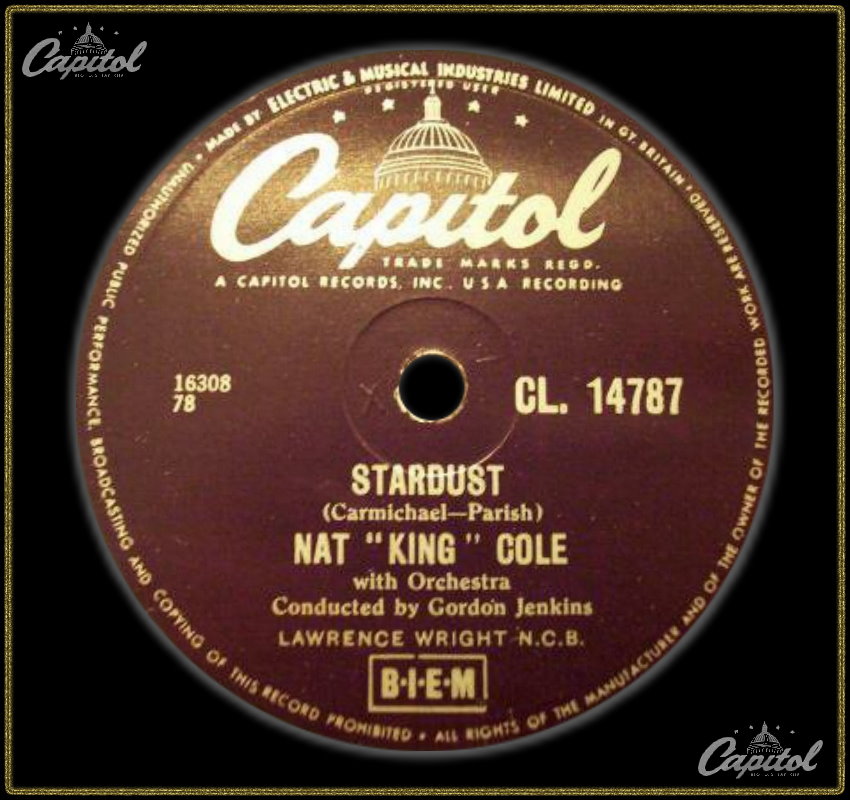 Capitol
UNAUTHORIZED PUBLIC PERFORMANCE, BROADCASTING AND COPYING OF THIS RECORD PROHIBITED • ALL RIGHTS OF THE MANUFACTURER AND OF THE OWNER OF THE RECORDED WORK ARE RESERVED •
MADE BY ELECTRIC & MUSICAL INDUSTRIES LIMITED IN GT. BRITAIN •
REGISTERED USER
Capitol
TRADE MARKS REGD.
A CAPITOL RECORDS, INC. U S A RECORDING
16308
78
CL. 14787
STARDUST
(Carmichael—Parish)
NAT "KING" COLE
with Orchestra
Conducted by Gordon Jenkins
LAWRENCE WRIGHT N.C.B.
B·I·E·M
Capitol